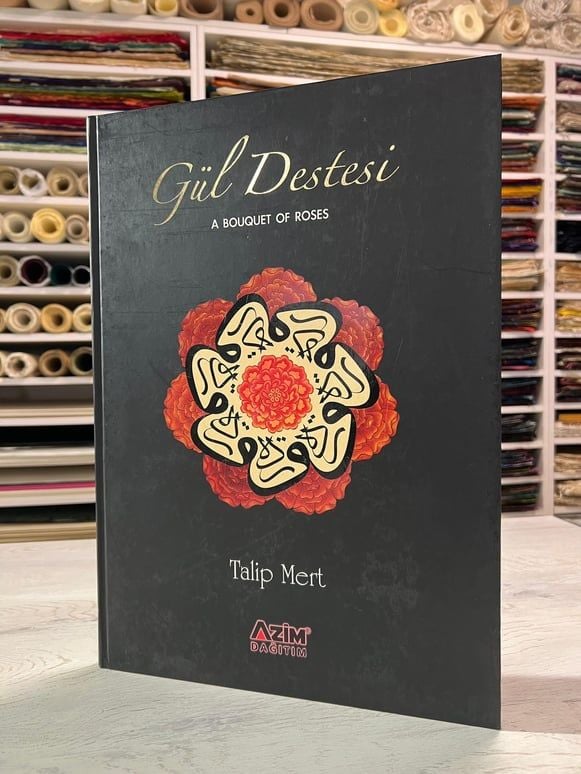 Gül Destesi
A BOUQUET OF ROSES
Talip Mert
AZİM®
DAĞITIM